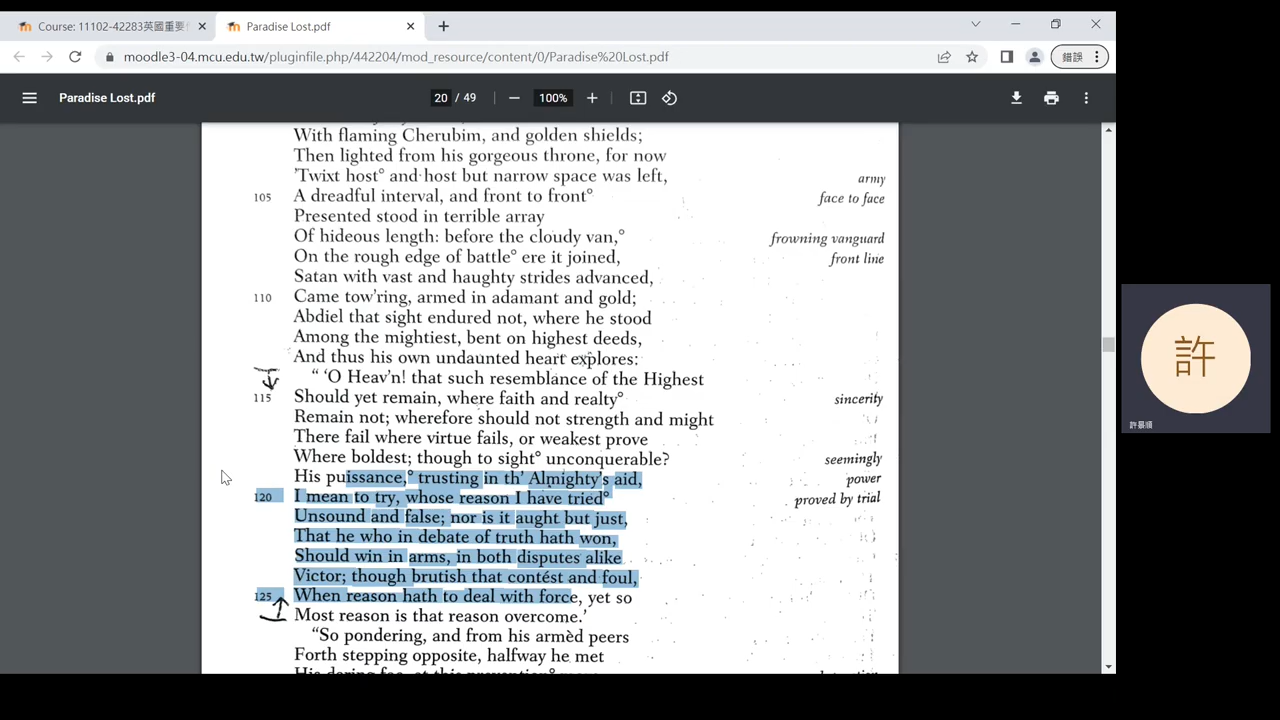 Course: 11102-42283英國重要
Paradise Lost.pdf
moodle3-04.mcu.edu.tw/pluginfile.php/442204/mod_resource/content/0/Paradise%20Lost.pdf
錯誤
Paradise Lost.pdf
20 / 49
100%
With flaming Cherubim, and golden shields;
Then lighted from his gorgeous throne, for now
'Twixt host° and host but narrow space was left, army
105 A dreadful interval, and front to front° face to face
Presented stood in terrible array
Of hideous length: before the cloudy van,° frowning vanguard
On the rough edge of battle° ere it joined, front line
Satan with vast and haughty strides advanced,
110 Came tow'ring, armed in adamant and gold;
Abdiel that sight endured not, where he stood
Among the mightiest, bent on highest deeds,
And thus his own undaunted heart explores:
" 'O Heav'n! that such resemblance of the Highest
115 Should yet remain, where faith and realty° sincerity
Remain not; wherefore should not strength and might
There fail where virtue fails, or weakest prove
Where boldest; though to sight° unconquerable? seemingly
His puissance,° trusting in th' Almighty's aid, power
120 I mean to try, whose reason I have tried° proved by trial
Unsound and false; nor is it aught but just,
That he who in debate of truth hath won,
Should win in arms, in both disputes alike
Victor; though brutish that contést and foul,
125 When reason hath to deal with force, yet so
Most reason is that reason overcome.'
"So pondering, and from his armèd peers
Forth stepping opposite, halfway he met
許
許景順